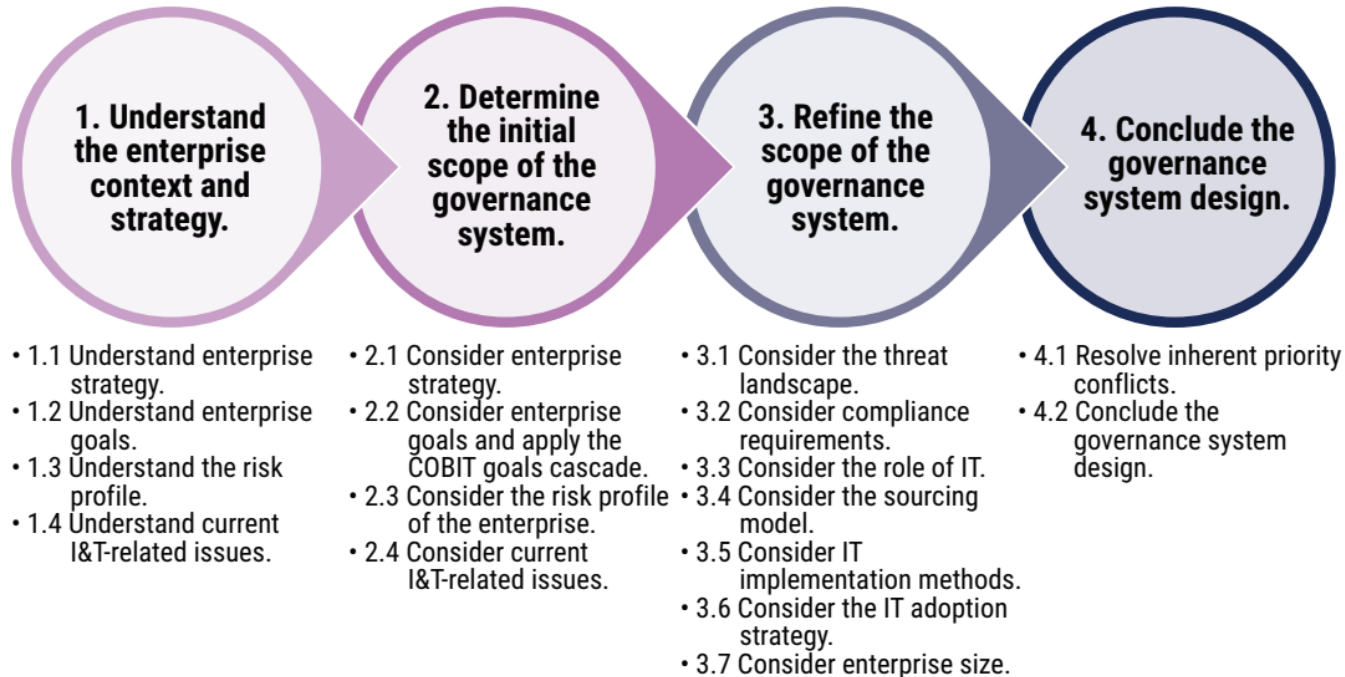 1. Understand
the enterprise
context and
strategy.
2. Determine
the initial
scope of the
governance
system.
3. Refine the
scope of the
governance
system.
4. Conclude the
governance
system design.
• 1.1 Understand enterprise
strategy.
• 1.2 Understand enterprise
goals.
• 1.3 Understand the risk
profile.
• 1.4 Understand current
I&T-related issues.
• 2.1 Consider enterprise
strategy.
• 2.2 Consider enterprise
goals and apply the
COBIT goals cascade.
• 2.3 Consider the risk profile
of the enterprise.
• 2.4 Consider current
I&T-related issues.
• 3.1 Consider the threat
landscape.
• 3.2 Consider compliance
requirements.
• 3.3 Consider the role of IT.
• 3.4 Consider the sourcing
model.
• 3.5 Consider IT
implementation methods.
• 3.6 Consider the IT adoption
strategy.
• 3.7 Consider enterprise size.
• 4.1 Resolve inherent priority
conflicts.
• 4.2 Conclude the
governance system
design.